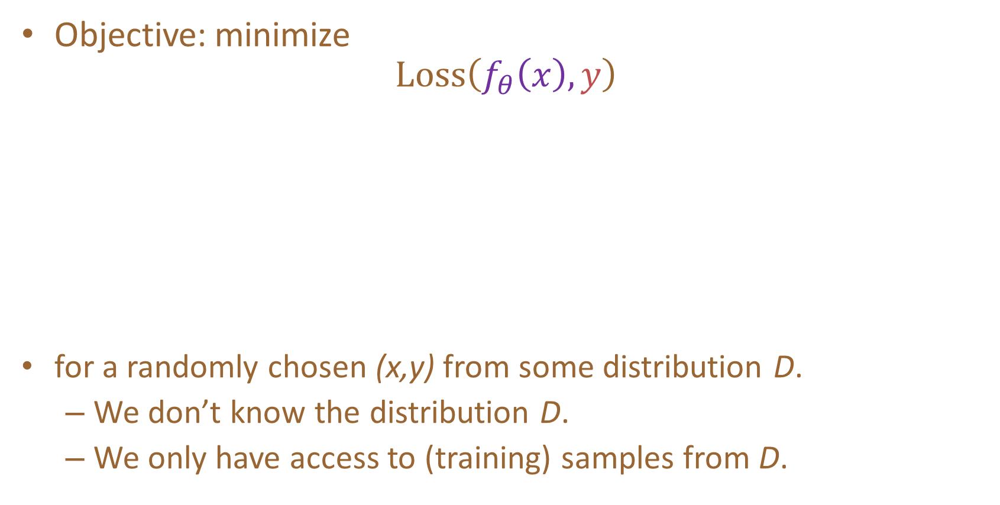 • Objective: minimize
Loss(f_θ(x), y)
• for a randomly chosen (x,y) from some distribution D.
– We don’t know the distribution D.
– We only have access to (training) samples from D.